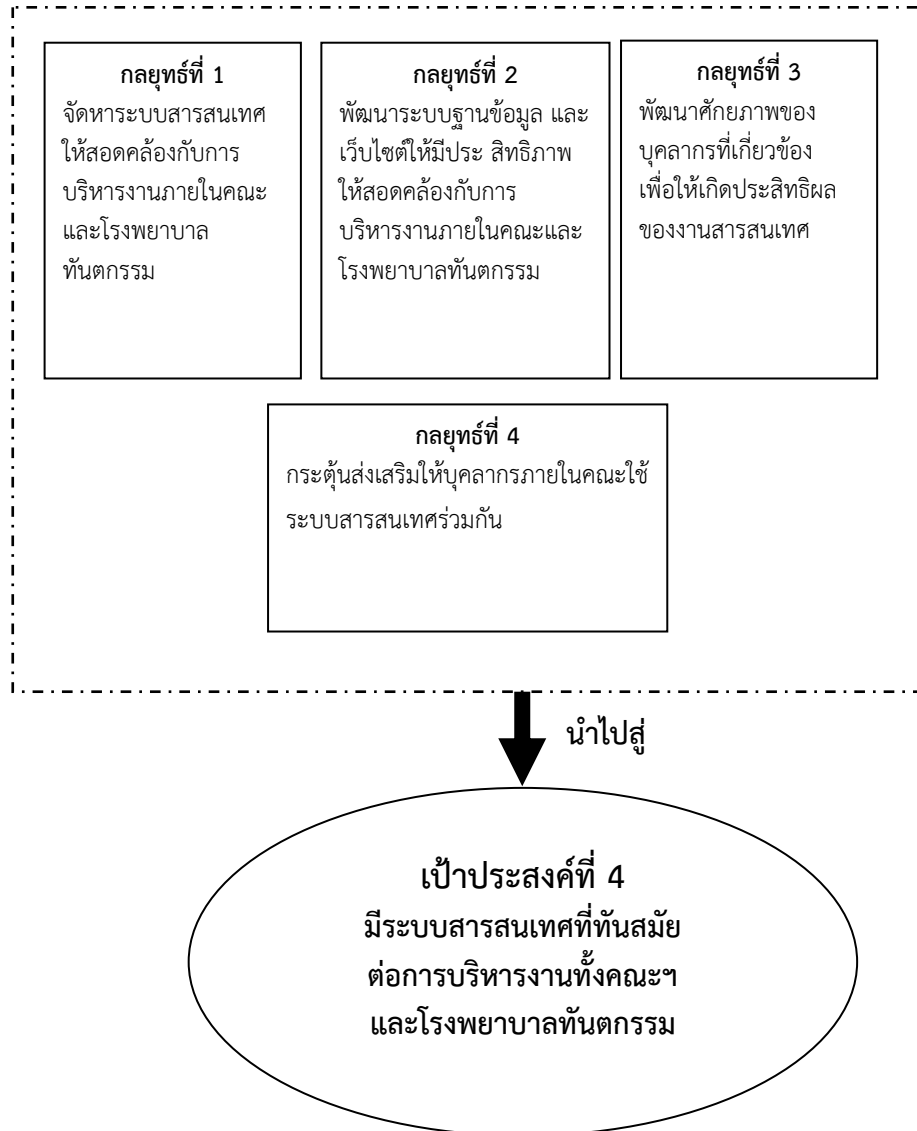 กลยุทธ์ที่ 1
จัดหาระบบสารสนเทศ
ให้สอดคล้องกับการ
บริหารงานภายในคณะ
และโรงพยาบาล
ทันตกรรม
กลยุทธ์ที่ 2
พัฒนาระบบฐานข้อมูล และ
เว็บไซต์ให้มีประ สิทธิภาพ
ให้สอดคล้องกับการ
บริหารงานภายในคณะและ
โรงพยาบาลทันตกรรม
กลยุทธ์ที่ 3
พัฒนาศักยภาพของ
บุคลากรที่เกี่ยวข้อง
เพื่อให้เกิดประสิทธิผล
ของงานสารสนเทศ
กลยุทธ์ที่ 4
กระตุ้นส่งเสริมให้บุคลากรภายในคณะใช้
ระบบสารสนเทศร่วมกัน
นำไปสู่
เป้าประสงค์ที่ 4
มีระบบสารสนเทศที่ทันสมัย
ต่อการบริหารงานทั้งคณะฯ
และโรงพยาบาลทันตกรรม